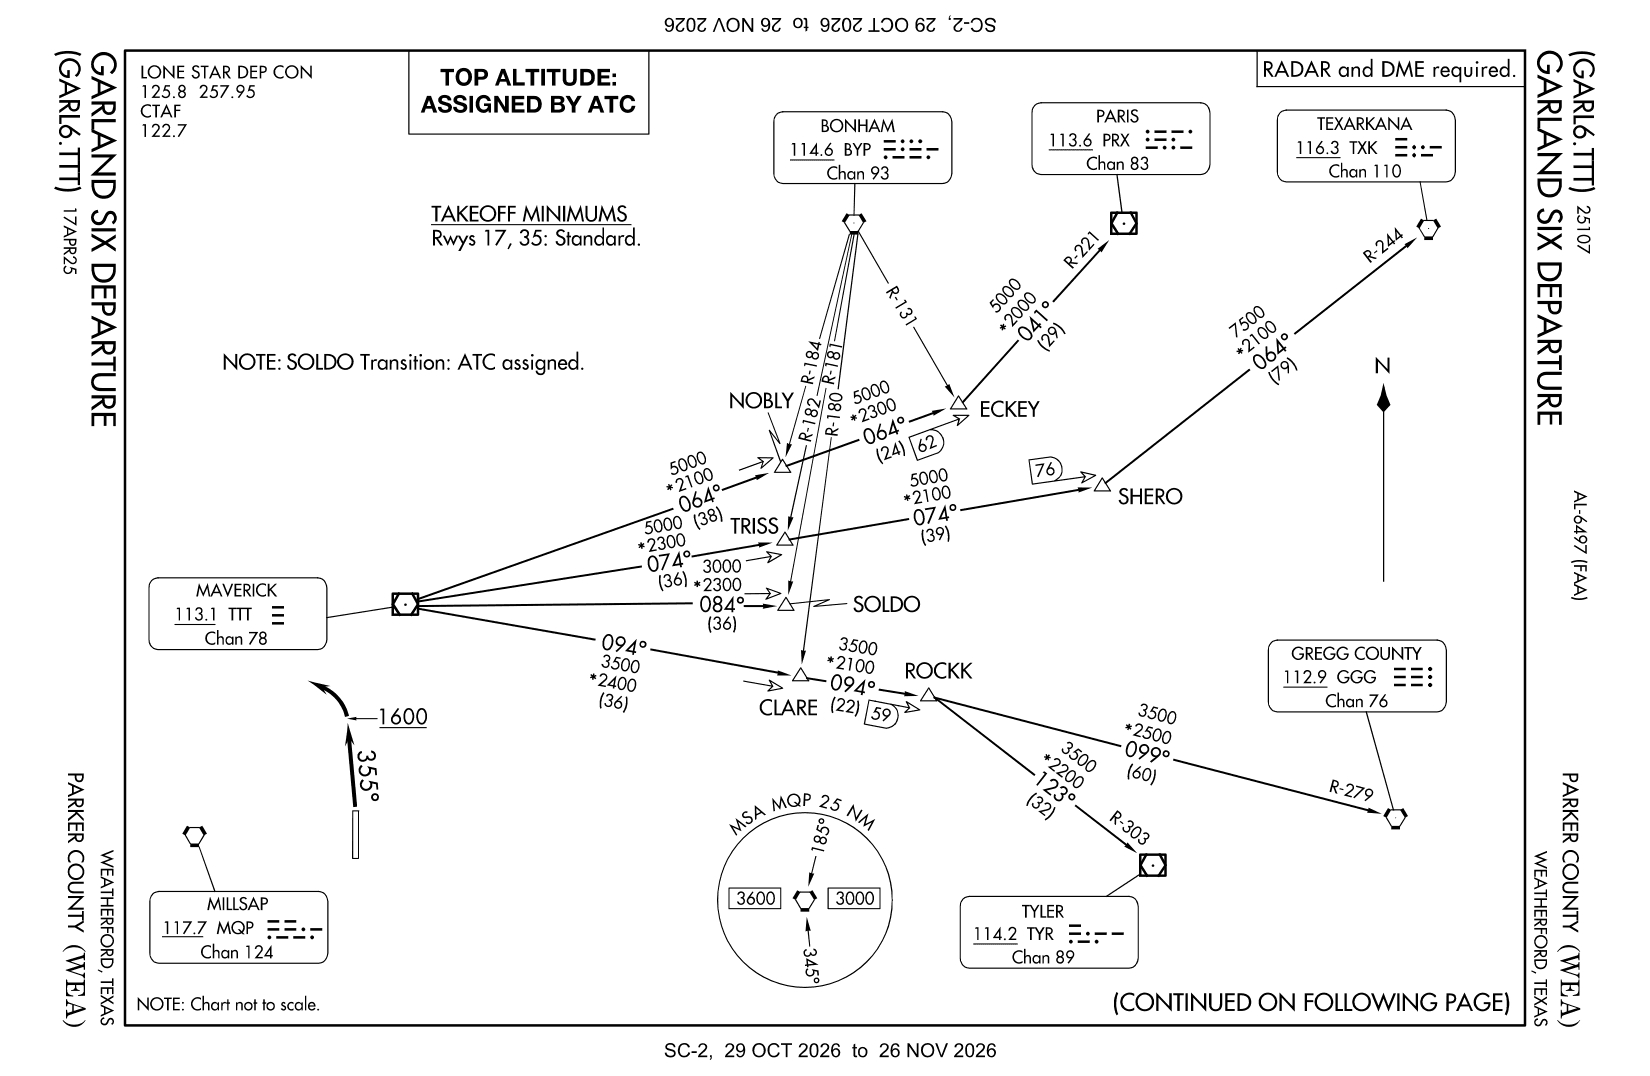 SC-2, 29 OCT 2026 to 26 NOV 2026
(GARL6.TTT) 17APR25
GARLAND SIX DEPARTURE
PARKER COUNTY (WEA)
WEATHERFORD, TEXAS
(GARL6.TTT) 25107
GARLAND SIX DEPARTURE
AL-6497 (FAA)
PARKER COUNTY (WEA)
WEATHERFORD, TEXAS
LONE STAR DEP CON
125.8 257.95
CTAF
122.7
TOP ALTITUDE:
ASSIGNED BY ATC
RADAR and DME required.
TAKEOFF MINIMUMS
Rwys 17, 35: Standard.
NOTE: SOLDO Transition: ATC assigned.
BONHAM
114.6 BYP
Chan 93
PARIS
113.6 PRX
Chan 83
TEXARKANA
116.3 TXK
Chan 110
R-131
R-184
R-181
R-182
R-180
R-221
R-244
5000
*2000
041°
(29)
7500
*2100
064°
(79)
N
NOBLY
5000
*2300
064°
(24)
62
ECKEY
5000
*2100
064°
(38)
TRISS
5000
*2100
074°
(39)
76
SHERO
5000
*2300
074°
(36)
3000
*2300
084°
(36)
SOLDO
MAVERICK
113.1 TTT
Chan 78
094°
3500
*2400
(36)
CLARE
3500
*2100
094°
(22)
59
ROCKK
GREGG COUNTY
112.9 GGG
Chan 76
3500
*2500
099°
(60)
R-279
3500
*2200
123°
(32)
R-303
1600
355°
MILLSAP
117.7 MQP
Chan 124
MSA MQP 25 NM
185°
3600
3000
345°
TYLER
114.2 TYR
Chan 89
NOTE: Chart not to scale.
(CONTINUED ON FOLLOWING PAGE)
SC-2, 29 OCT 2026 to 26 NOV 2026